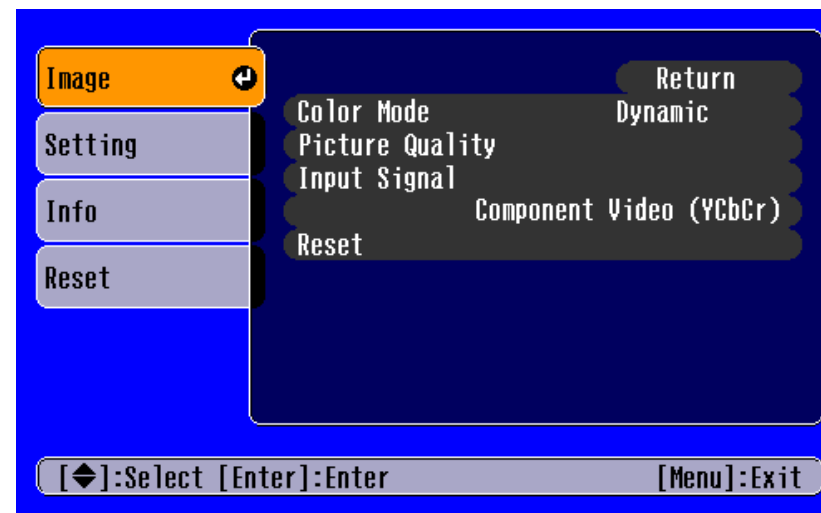 Image
Setting
Info
Reset
Return
Color Mode Dynamic
Picture Quality
Input Signal
Component Video (YCbCr)
Reset
[◆]:Select [Enter]:Enter [Menu]:Exit